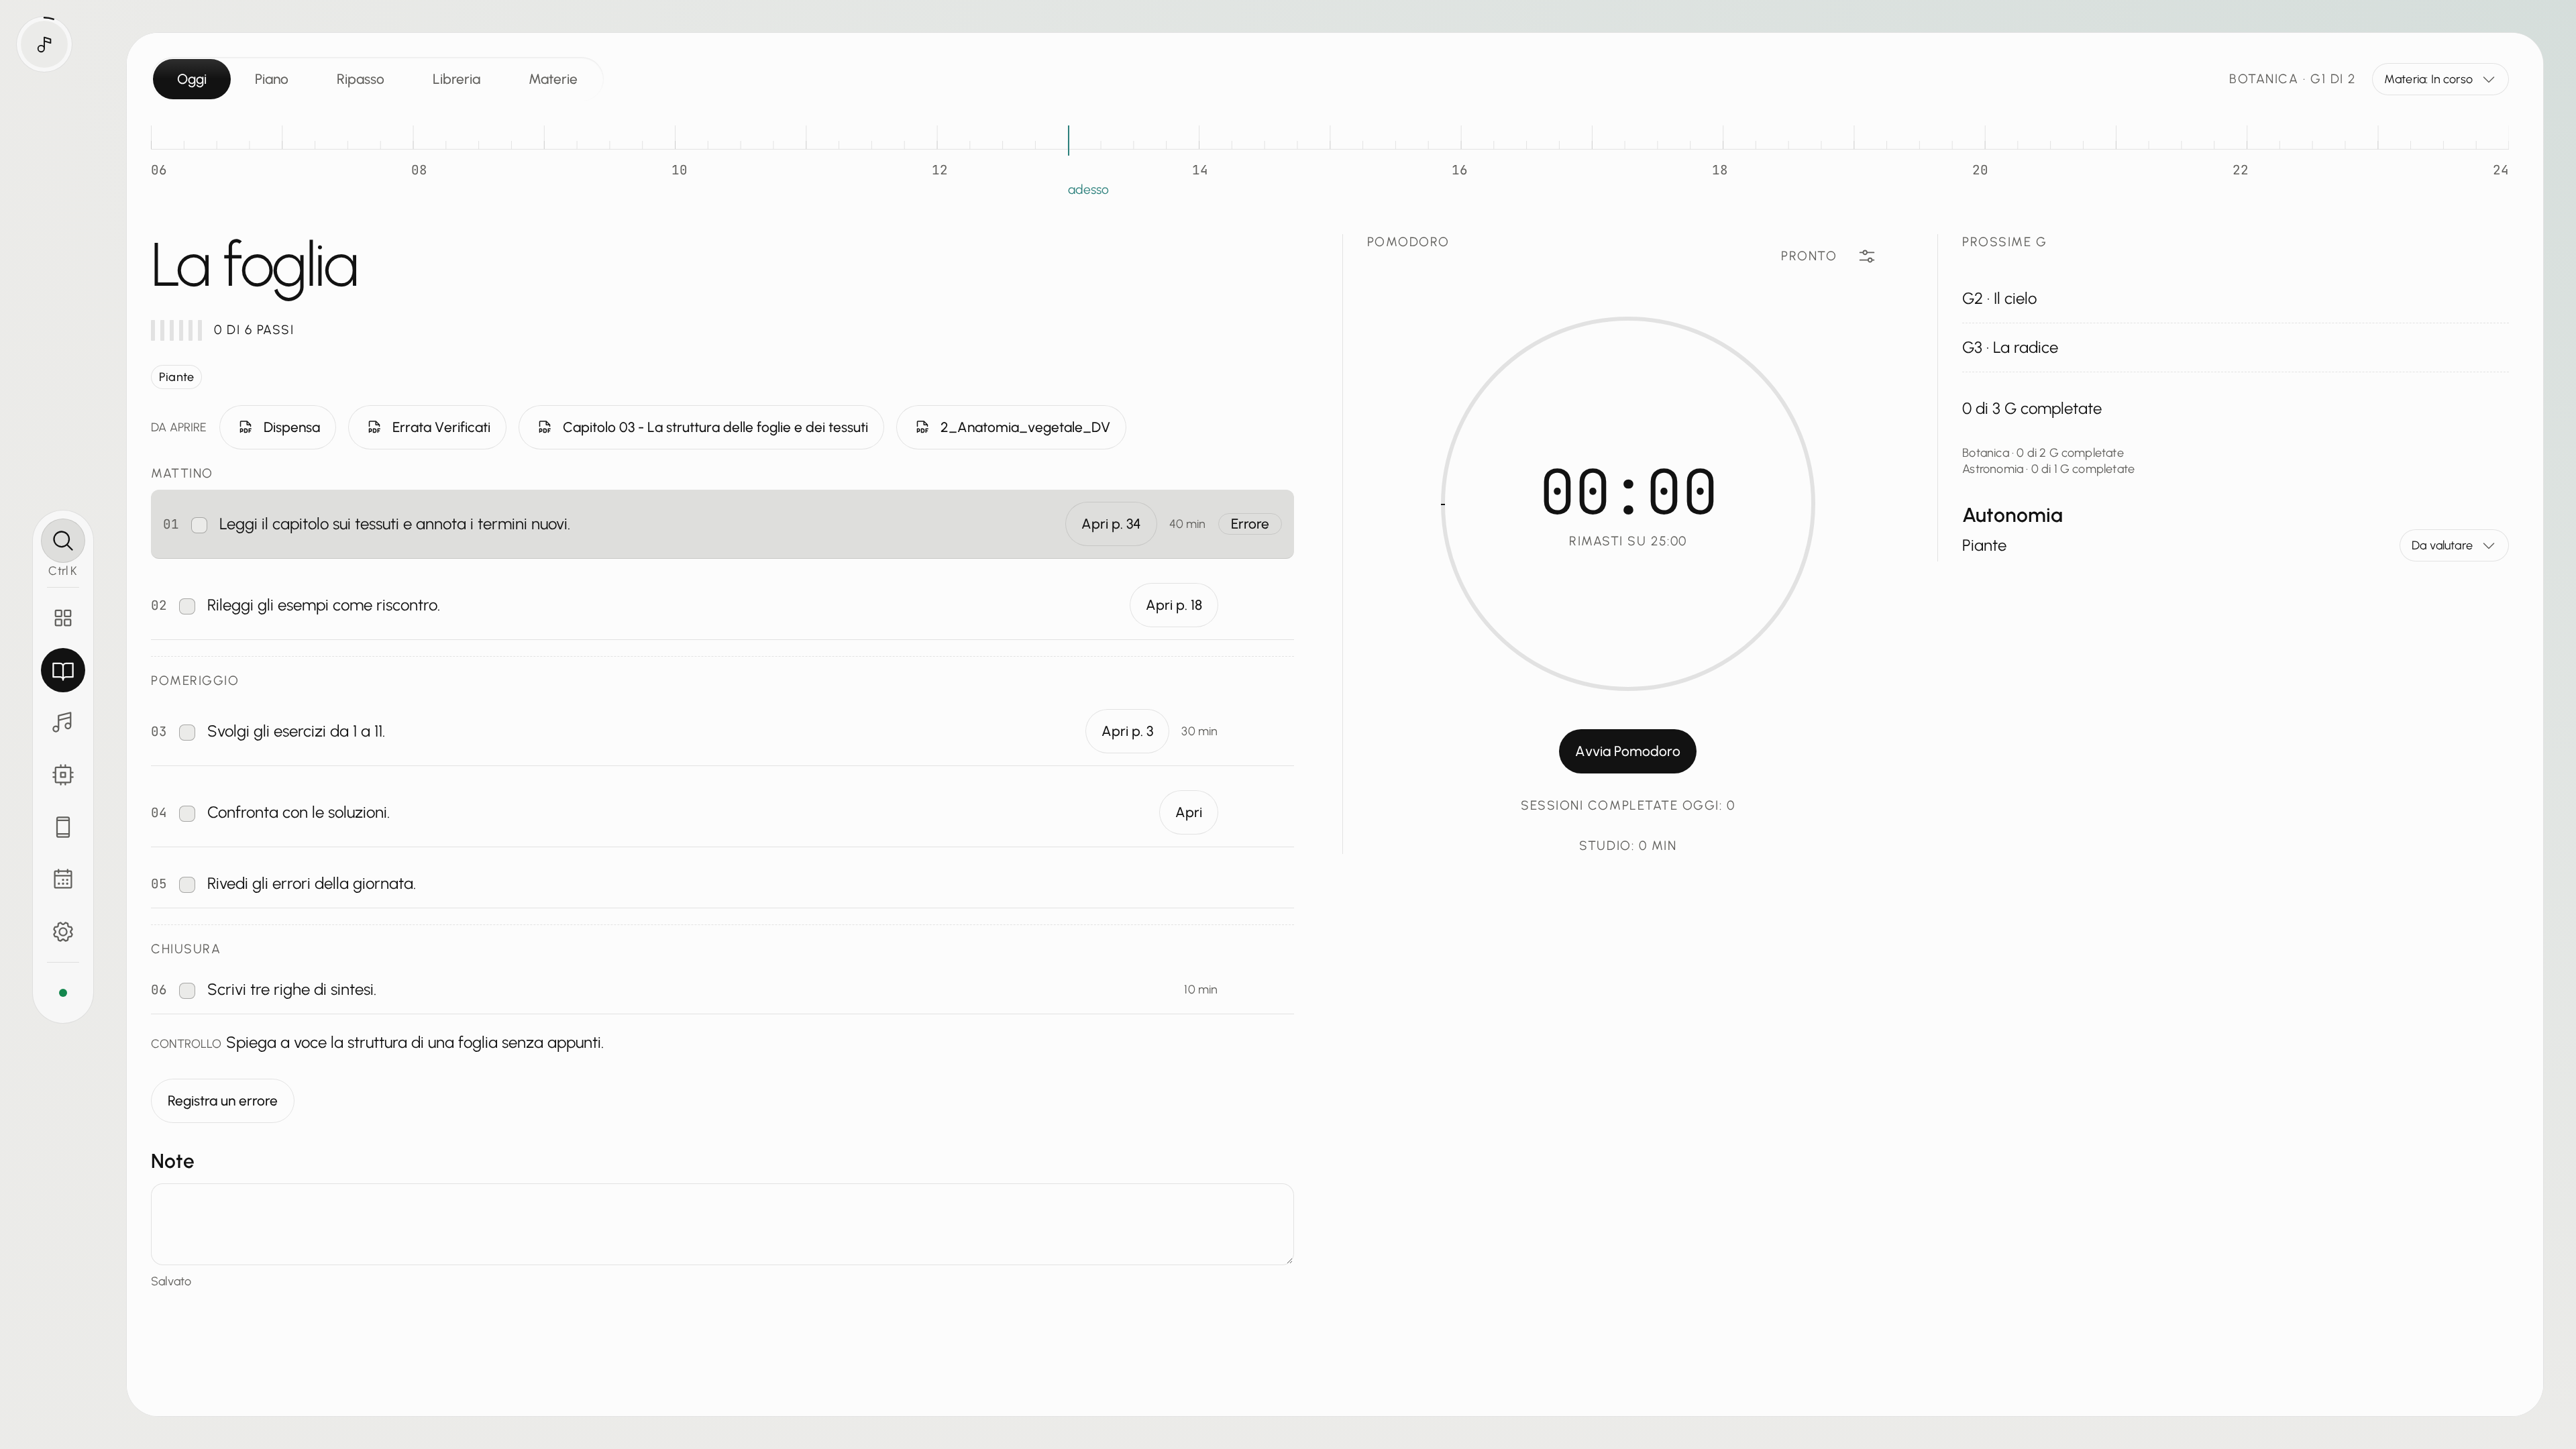 Oggi Piano Ripasso Libreria Materie
BOTANICA · G1 DI 2 Materia: In corso
06 08 10 12 14 16 18 20 22 24
adesso
La foglia
0 DI 6 PASSI
Piante
DA APRIRE Dispensa Errata Verificati Capitolo 03 - La struttura delle foglie e dei tessuti 2_Anatomia_vegetale_DV
MATTINO
01 Leggi il capitolo sui tessuti e annota i termini nuovi. Apri p. 34 40 min Errore
02 Rileggi gli esempi come riscontro. Apri p. 18
POMERIGGIO
03 Svolgi gli esercizi da 1 a 11. Apri p. 3 30 min
04 Confronta con le soluzioni. Apri
05 Rivedi gli errori della giornata.
CHIUSURA
06 Scrivi tre righe di sintesi. 10 min
CONTROLLO Spiega a voce la struttura di una foglia senza appunti.
Registra un errore
Note
Salvato
POMODORO
PRONTO
00:00
RIMASTI SU 25:00
Avvia Pomodoro
SESSIONI COMPLETATE OGGI: 0
STUDIO: 0 MIN
PROSSIME G
G2 · Il cielo
G3 · La radice
0 di 3 G completate
Botanica · 0 di 2 G completate
Astronomia · 0 di 1 G completate
Autonomia
Piante Da valutare
Ctrl K